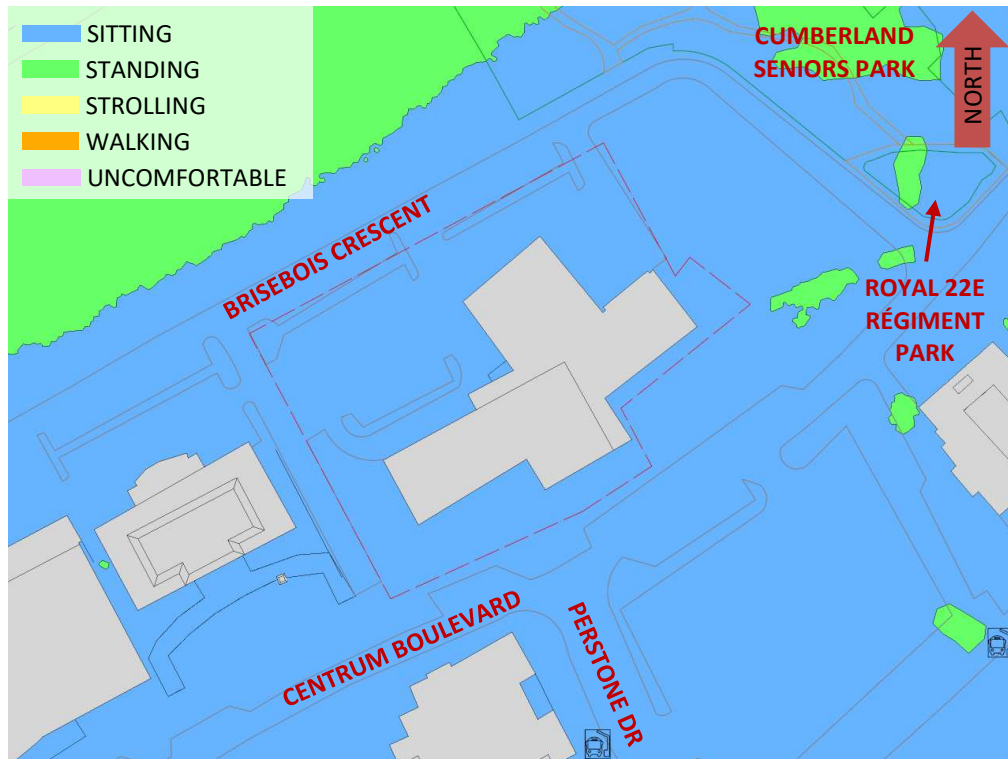 SITTING
STANDING
STROLLING
WALKING
UNCOMFORTABLE
CUMBERLAND
SENIORS PARK
NORTH
BRISEBOIS CRESCENT
ROYAL 22E
RÉGIMENT
PARK
CENTRUM BOULEVARD
PERSTONE DR